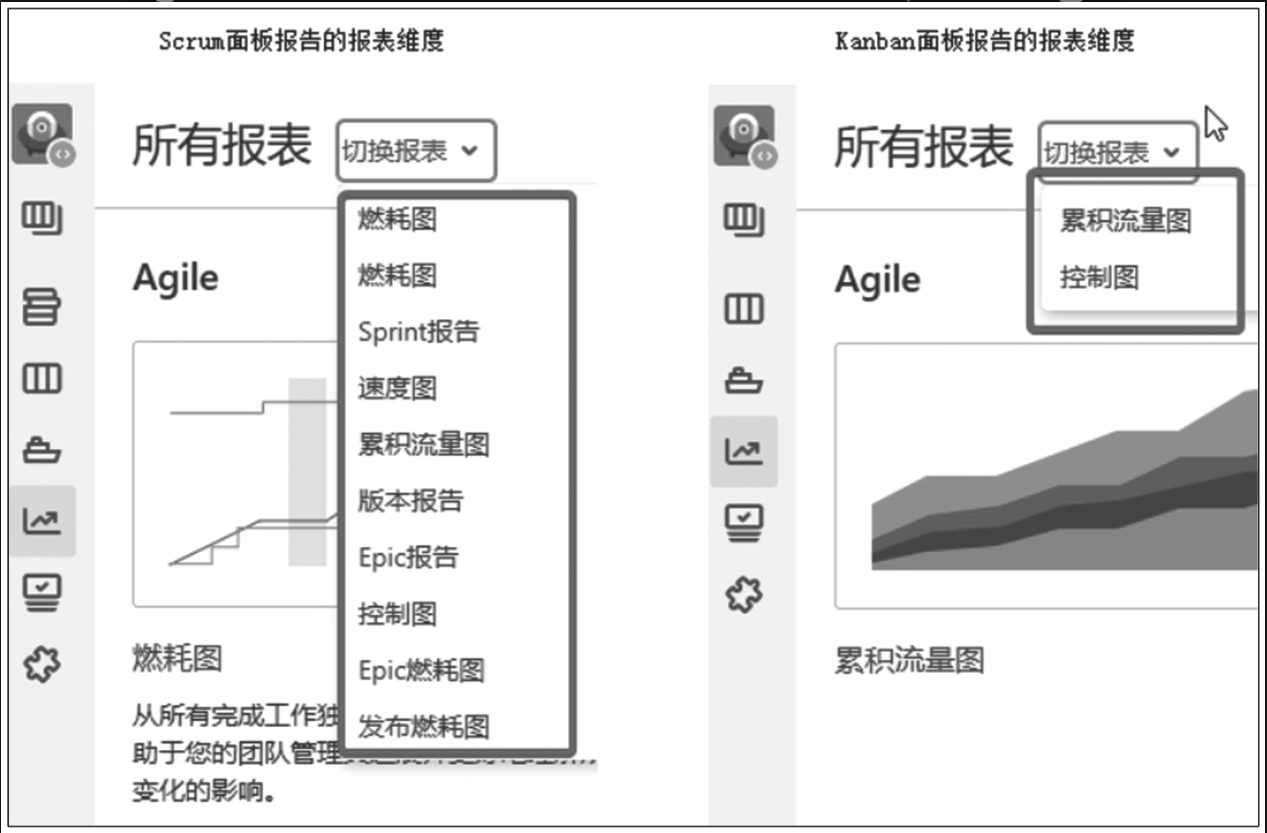 Scrum面板报告的报表维度
所有报表
切换报表
燃耗图
燃耗图
Sprint报告
速度图
累积流量图
版本报告
Epic报告
控制图
Epic燃耗图
发布燃耗图
Agile
燃耗图
从所有完成工作独
助于您的团队管理
变化的影响。
Kanban面板报告的报表维度
所有报表
切换报表
累积流量图
控制图
Agile
累积流量图